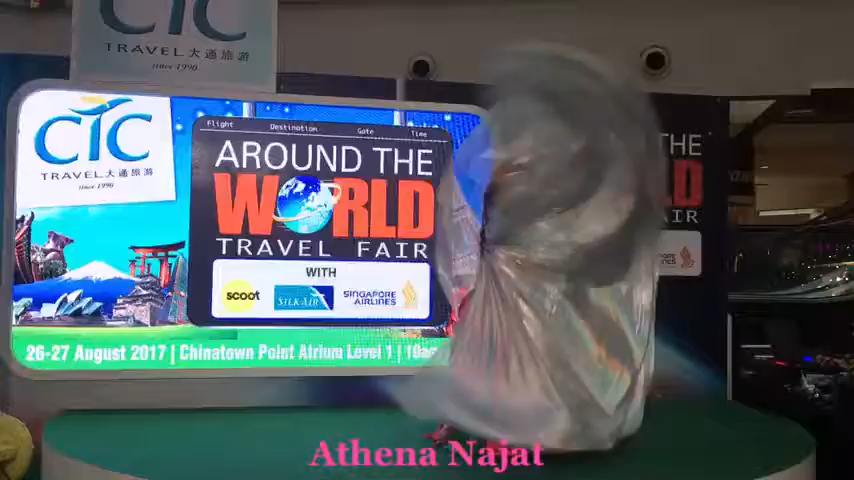 CTC
TRAVEL 大通旅游
since 1990
CTC
TRAVEL 大通旅游
since 1990
Flight Destination Gate Time
AROUND THE
WORLD
TRAVEL FAIR
WITH
scoot
SILKAIR
SINGAPORE AIRLINES
26-27 August 2017 | Chinatown Point Atrium Level 1 | 10a
THE
LD
AIR
Athena Najat